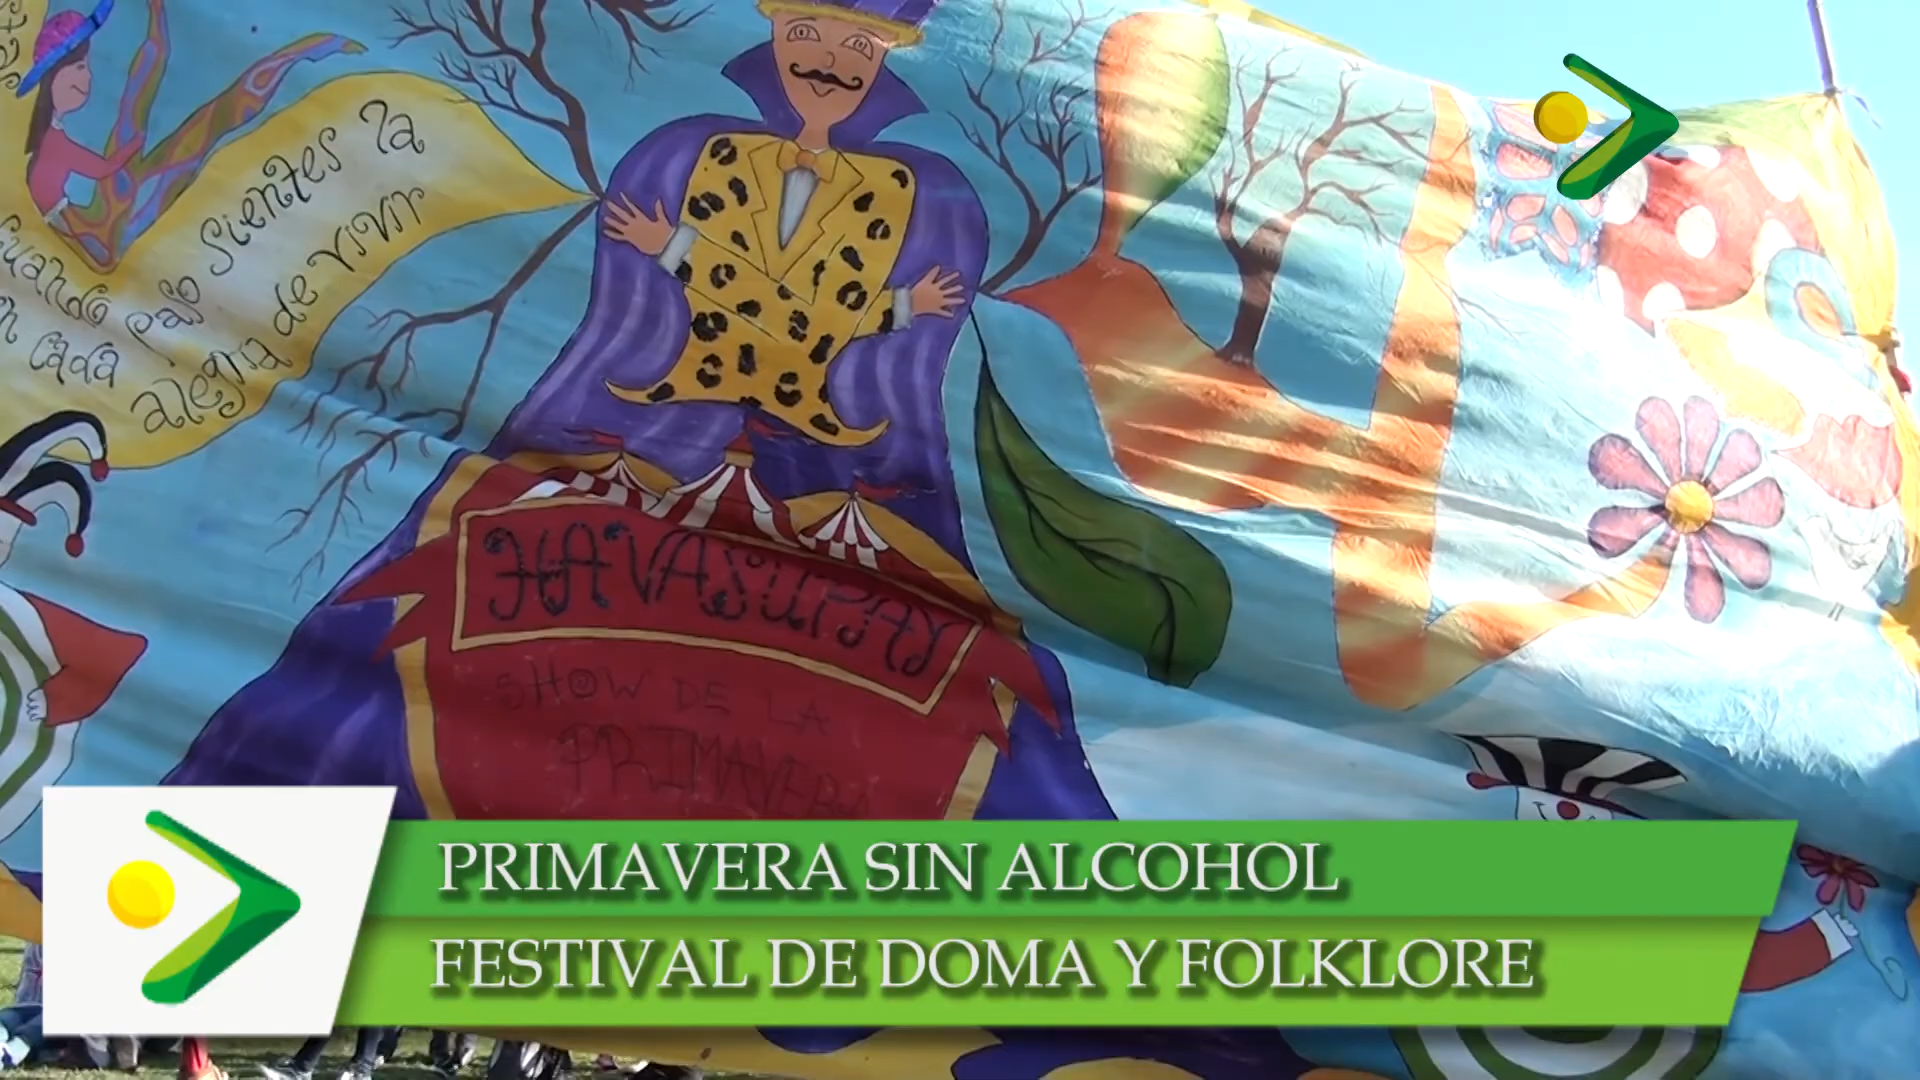 Cuando
en cada paso sientes la
alegria de vivir
HAVASUPAY
SHOW DE LA
PRIMAVERA
PRIMAVERA SIN ALCOHOL
FESTIVAL DE DOMA Y FOLKLORE